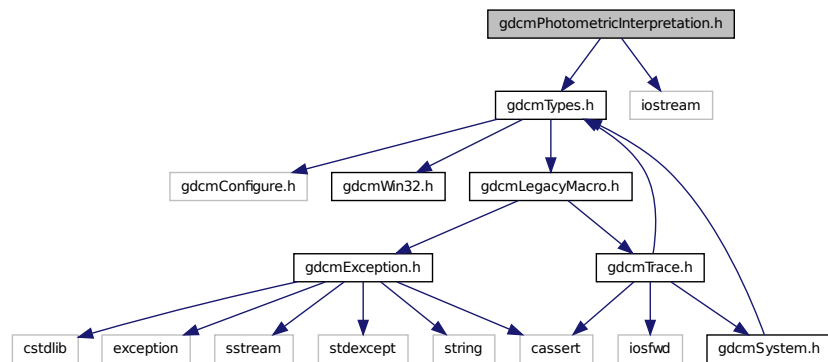 gdcmPhotometricInterpretation.h
gdcmTypes.h
iostream
gdcmConfigure.h
gdcmWin32.h
gdcmLegacyMacro.h
gdcmException.h
gdcmTrace.h
cstdlib
exception
sstream
stdexcept
string
cassert
iosfwd
gdcmSystem.h